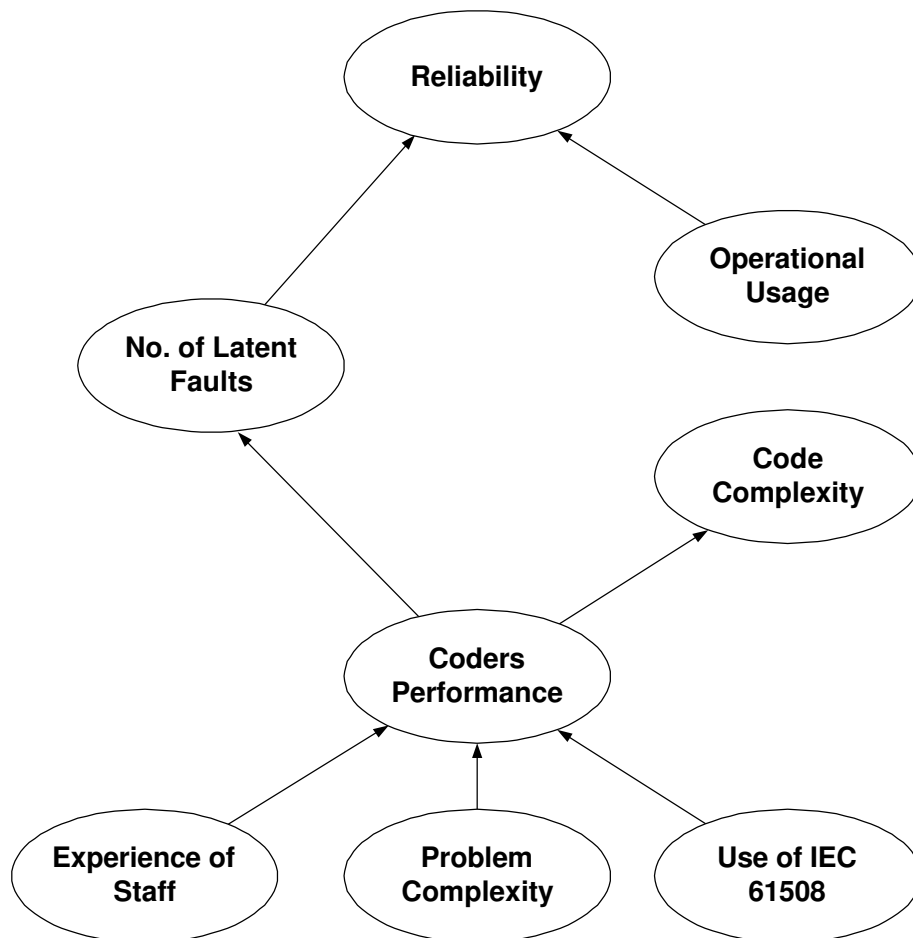 Reliability
Operational
Usage
No. of Latent
Faults
Code
Complexity
Coders
Performance
Experience of
Staff
Problem
Complexity
Use of IEC
61508